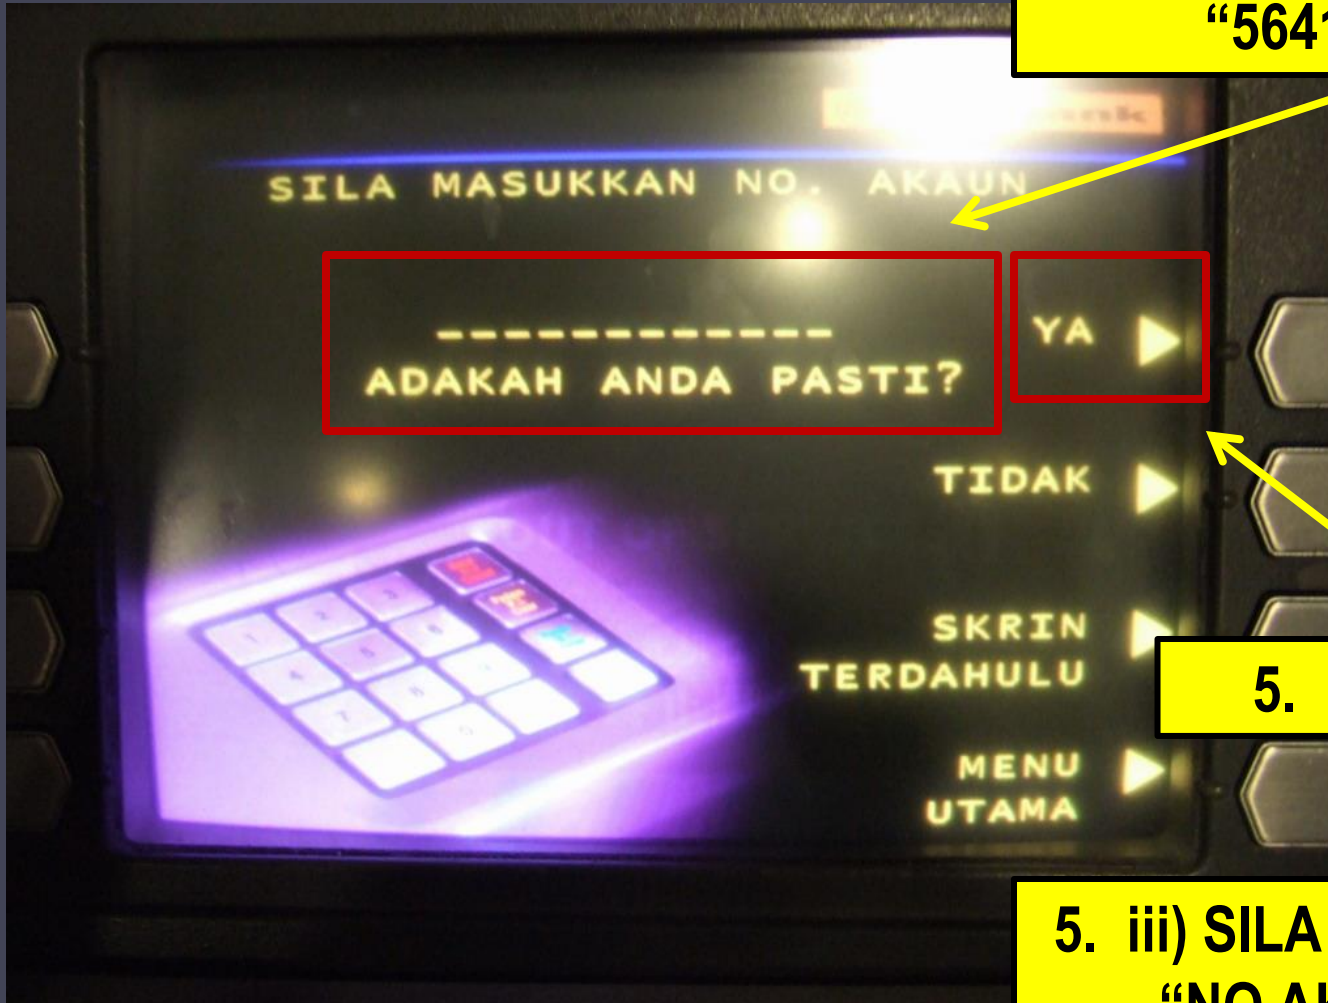 “5641
SILA MASUKKAN NO. AKAUN
------------
ADAKAH ANDA PASTI?
YA
TIDAK
SKRIN
TERDAHULU
5.
MENU
UTAMA
5. iii) SILA